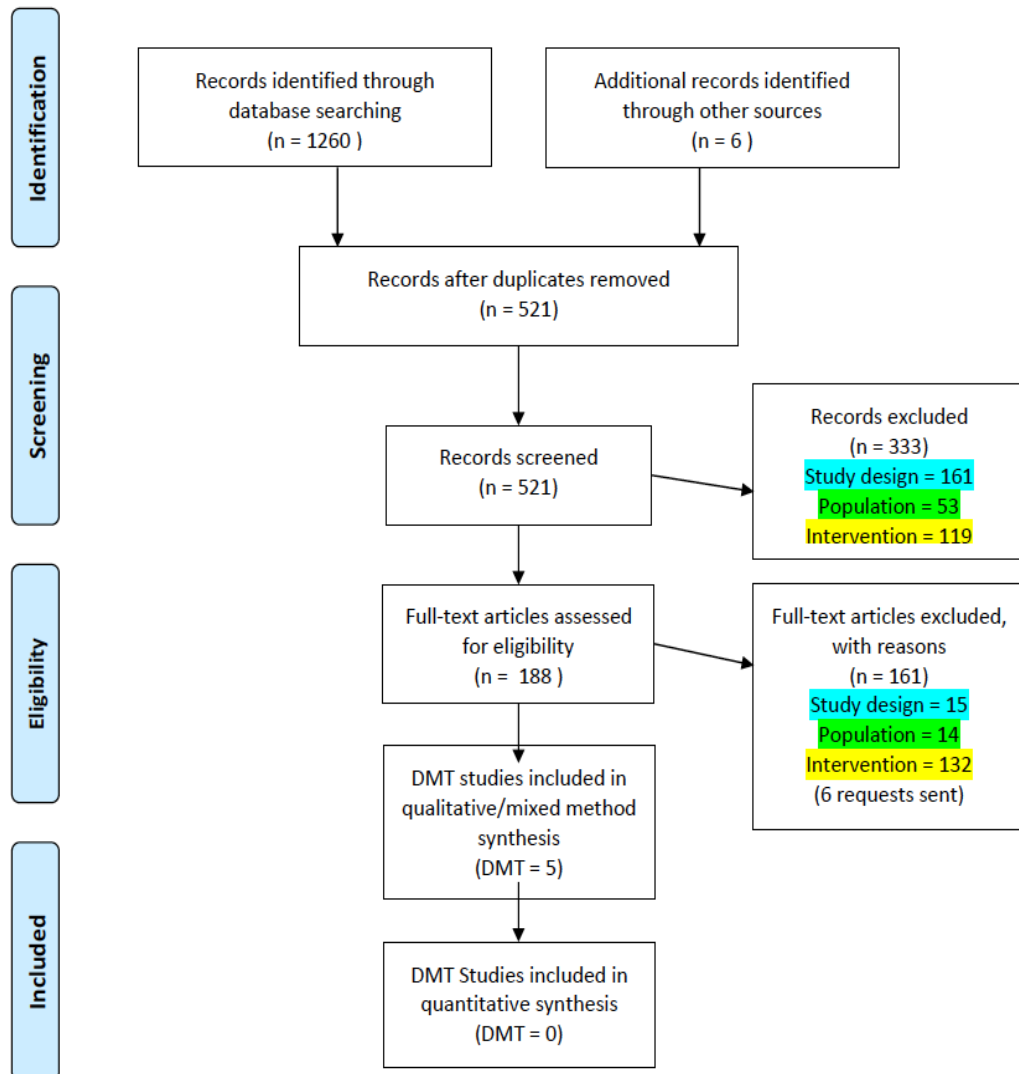 Identification
Records identified through
database searching
(n = 1260 )
Additional records identified
through other sources
(n = 6 )
Records after duplicates removed
(n = 521)
Screening
Records screened
(n = 521)
Records excluded
(n = 333)
Study design = 161
Population = 53
Intervention = 119
Eligibility
Full-text articles assessed
for eligibility
(n =  188 )
Full-text articles excluded,
with reasons
(n = 161)
Study design = 15
Population = 14
Intervention = 132
(6 requests sent)
DMT studies included in
qualitative/mixed method
synthesis
(DMT = 5)
Included
DMT Studies included in
quantitative synthesis
(DMT = 0)